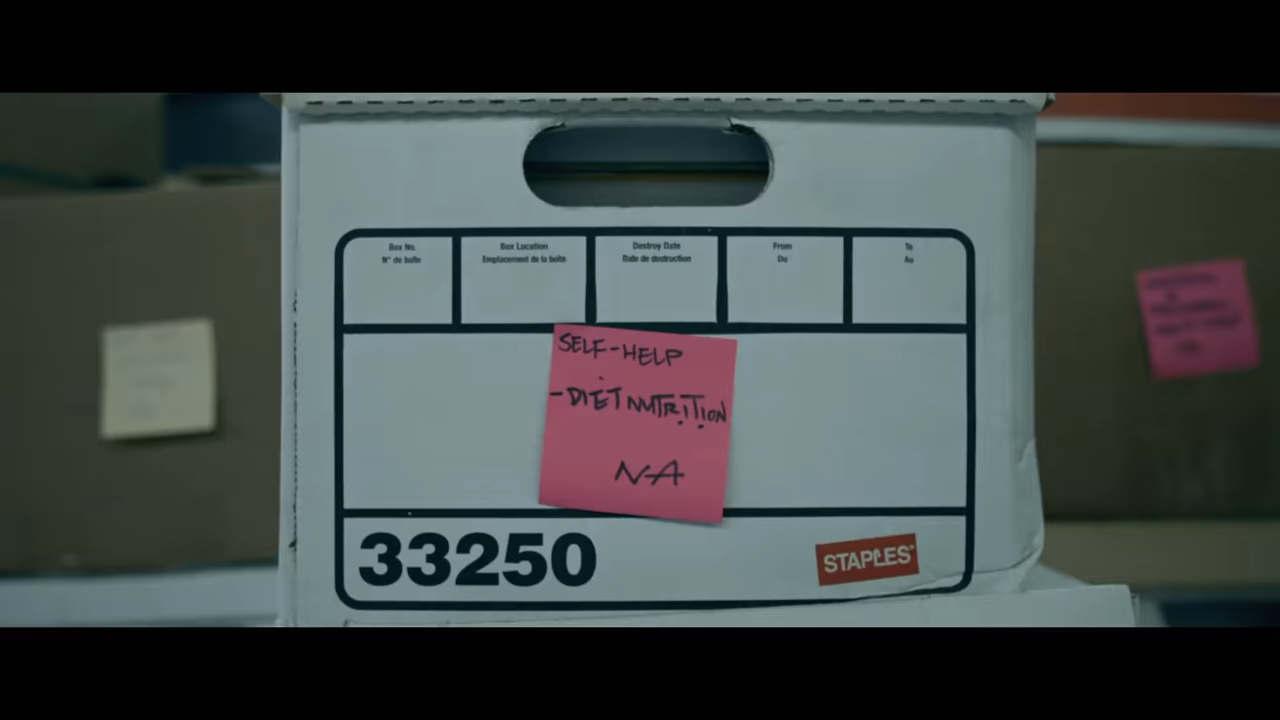 Box No.
N° de boîte
Box Location
Emplacement de la boîte
Destroy Date
Date de destruction
From
Du
To
Au
SELF-HELP
-DIET NUTRITION
NA
33250
STAPLES